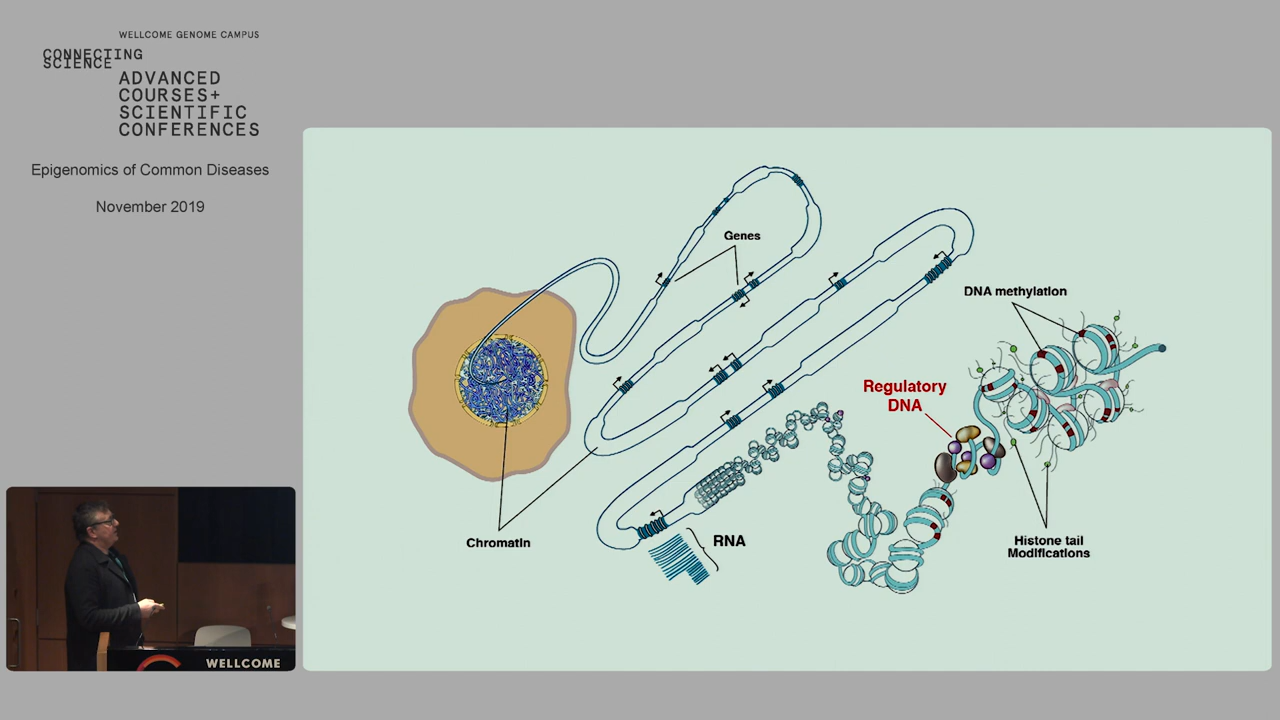 WELLCOME GENOME CAMPUS
CONNECTING
SCIENCE
ADVANCED
COURSES+
SCIENTIFIC
CONFERENCES
Epigenomics of Common Diseases
November 2019
Genes
DNA methylation
Regulatory
DNA
Chromatin
RNA
Histone tail
Modifications
WELLCOME